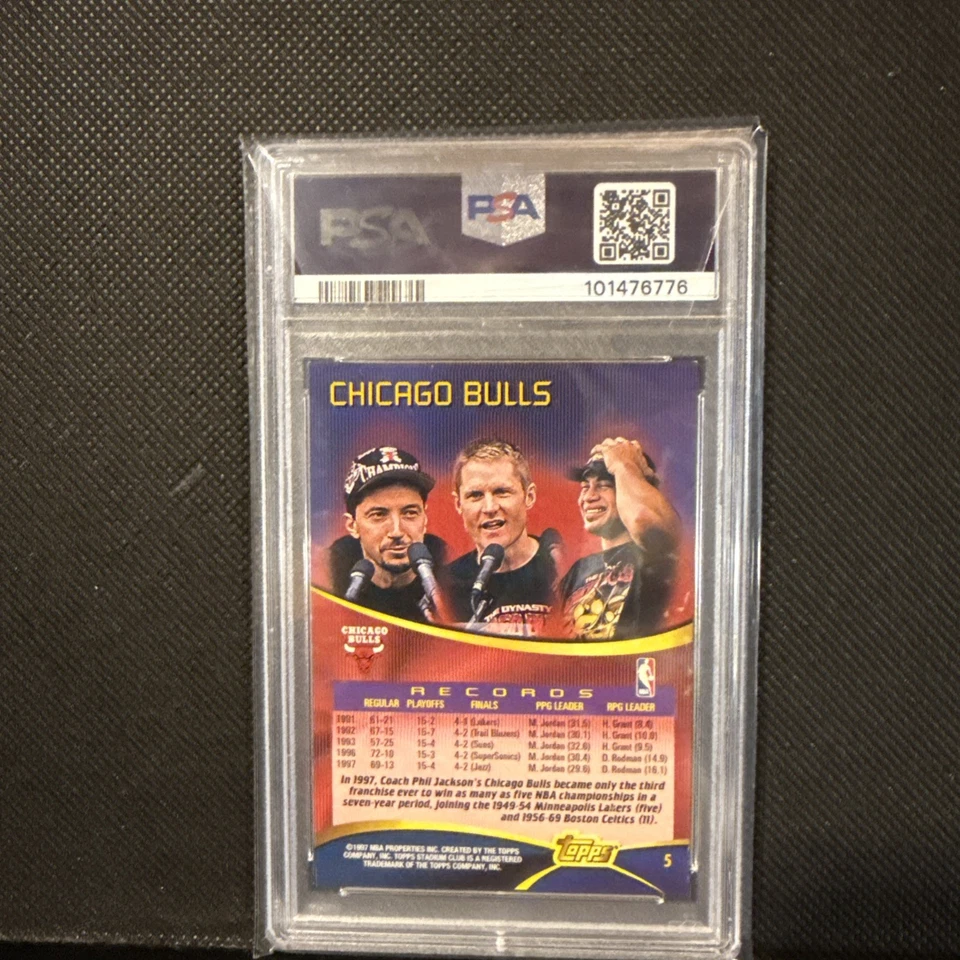 PSA
PSA
101476776
CHICAGO BULLS
CHAMPIONS
THE DYNASTY
CHICAGO
BULLS
RECORDS
REGULAR PLAYOFFS FINALS PPG LEADER RPG LEADER
1991 61-21 15-2 4-1 (Lakers) M. Jordan (31.5) H. Grant (9.4)
1992 67-15 15-7 4-2 (Trail Blazers) M. Jordan (30.1) H. Grant (10.0)
1993 57-25 15-4 4-2 (Suns) M. Jordan (32.6) H. Grant (9.5)
1996 72-10 15-3 4-2 (SuperSonics) M. Jordan (30.4) D. Rodman (14.9)
1997 69-13 15-4 4-2 (Jazz) M. Jordan (29.6) D. Rodman (16.1)
In 1997, Coach Phil Jackson's Chicago Bulls became only the third
franchise ever to win as many as five NBA championships in a
seven-year period, joining the 1949-54 Minneapolis Lakers (five)
and 1956-69 Boston Celtics (11).
©1997 NBA PROPERTIES INC. CREATED BY THE TOPPS
COMPANY, INC. TOPPS STADIUM CLUB IS A REGISTERED
TRADEMARK OF THE TOPPS COMPANY, INC.
Topps
5